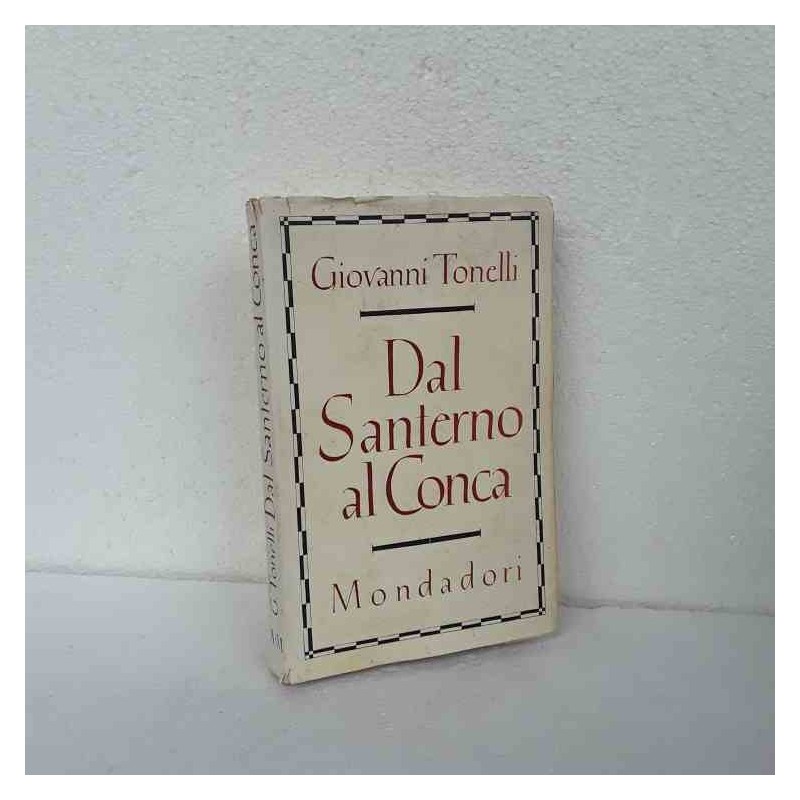 Giovanni Tonelli
Dal
Santerno
al Conca
Mondadori
G. Tonelli Dal Santerno al Conca